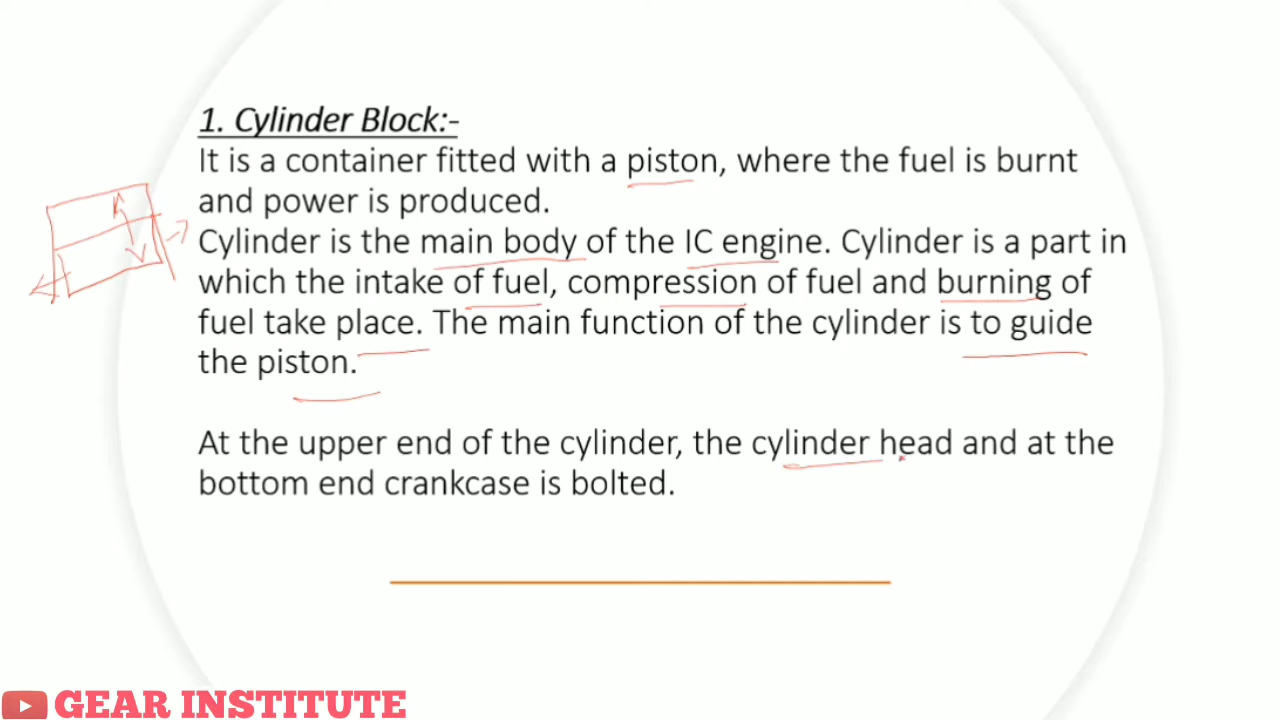 1. Cylinder Block:-
It is a container fitted with a piston, where the fuel is burnt
and power is produced.
Cylinder is the main body of the IC engine. Cylinder is a part in
which the intake of fuel, compression of fuel and burning of
fuel take place. The main function of the cylinder is to guide
the piston.
At the upper end of the cylinder, the cylinder head and at the
bottom end crankcase is bolted.
GEAR INSTITUTE